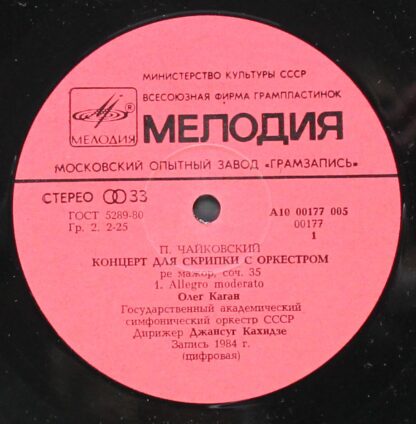 МИНИСТЕРСТВО КУЛЬТУРЫ СССР
ВСЕСОЮЗНАЯ ФИРМА ГРАМПЛАСТИНОК
МЕЛОДИЯ
МЕЛОДИЯ
МОСКОВСКИЙ ОПЫТНЫЙ ЗАВОД «ГРАМЗАПИСЬ»
СТЕРЕО 33
ГОСТ 5289-80
Гр. 2. 2-25
А10 00177 005
00177
1
П. ЧАЙКОВСКИЙ
КОНЦЕРТ ДЛЯ СКРИПКИ С ОРКЕСТРОМ
ре мажор, соч. 35
1. Allegro moderato
Олег Каган
Государственный академический
симфонический оркестр СССР
Дирижер Джансуг Кахидзе
Запись 1984 г.
(цифровая)